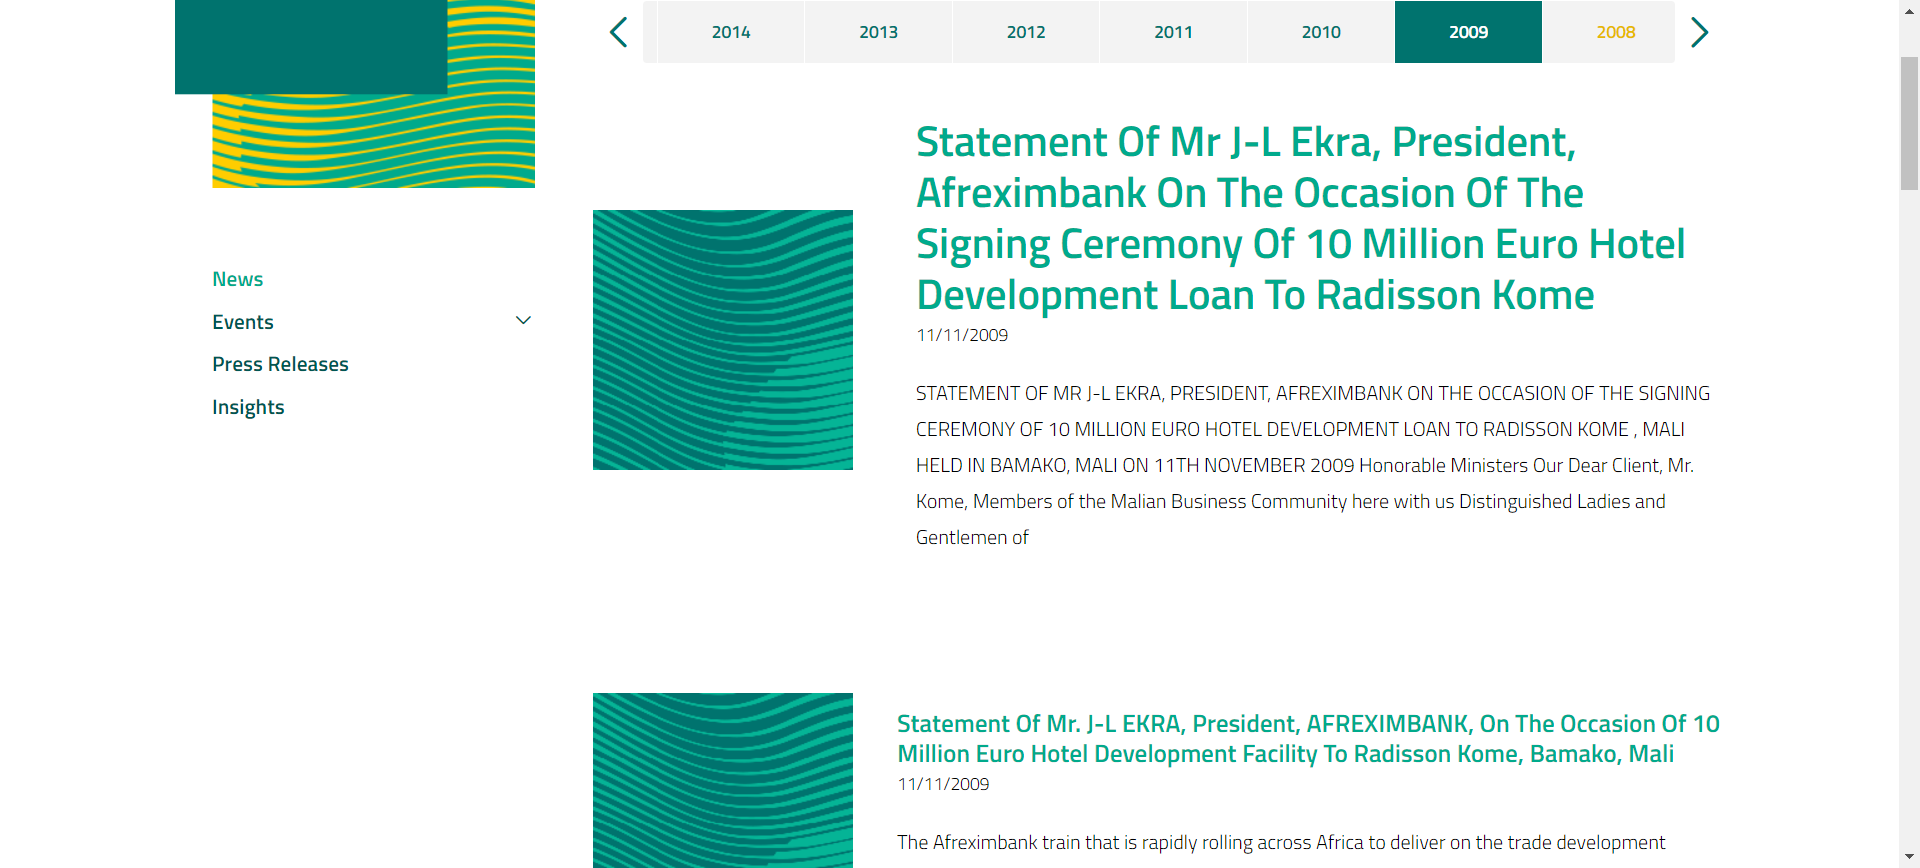 2014 2013 2012 2011 2010 2009 2008
News
Events
Press Releases
Insights
Statement Of Mr J-L Ekra, President,
Afreximbank On The Occasion Of The
Signing Ceremony Of 10 Million Euro Hotel
Development Loan To Radisson Kome
11/11/2009
STATEMENT OF MR J-L EKRA, PRESIDENT, AFREXIMBANK ON THE OCCASION OF THE SIGNING
CEREMONY OF 10 MILLION EURO HOTEL DEVELOPMENT LOAN TO RADISSON KOME , MALI
HELD IN BAMAKO, MALI ON 11TH NOVEMBER 2009 Honorable Ministers Our Dear Client, Mr.
Kome, Members of the Malian Business Community here with us Distinguished Ladies and
Gentlemen of
Statement Of Mr. J-L EKRA, President, AFREXIMBANK, On The Occasion Of 10
Million Euro Hotel Development Facility To Radisson Kome, Bamako, Mali
11/11/2009
The Afreximbank train that is rapidly rolling across Africa to deliver on the trade development